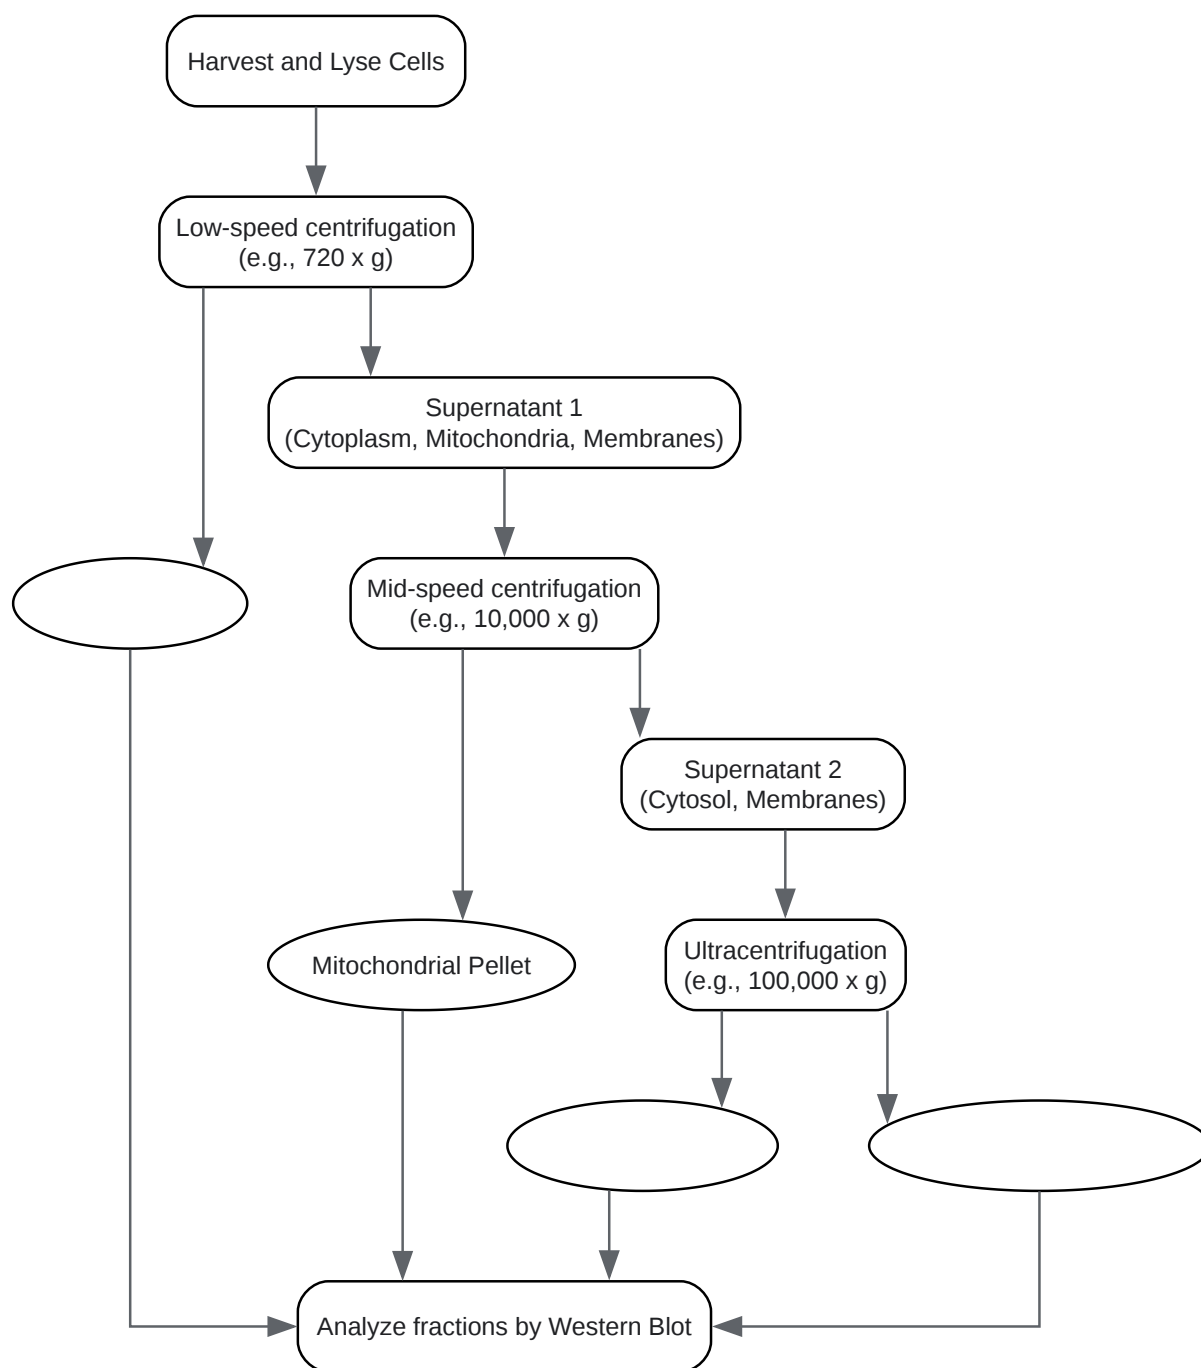 Harvest and Lyse Cells
Low-speed centrifugation
(e.g., 720 x g)
Supernatant 1
(Cytoplasm, Mitochondria, Membranes)
Mid-speed centrifugation
(e.g., 10,000 x g)
Supernatant 2
(Cytosol, Membranes)
Mitochondrial Pellet
Ultracentrifugation
(e.g., 100,000 x g)
Analyze fractions by Western Blot